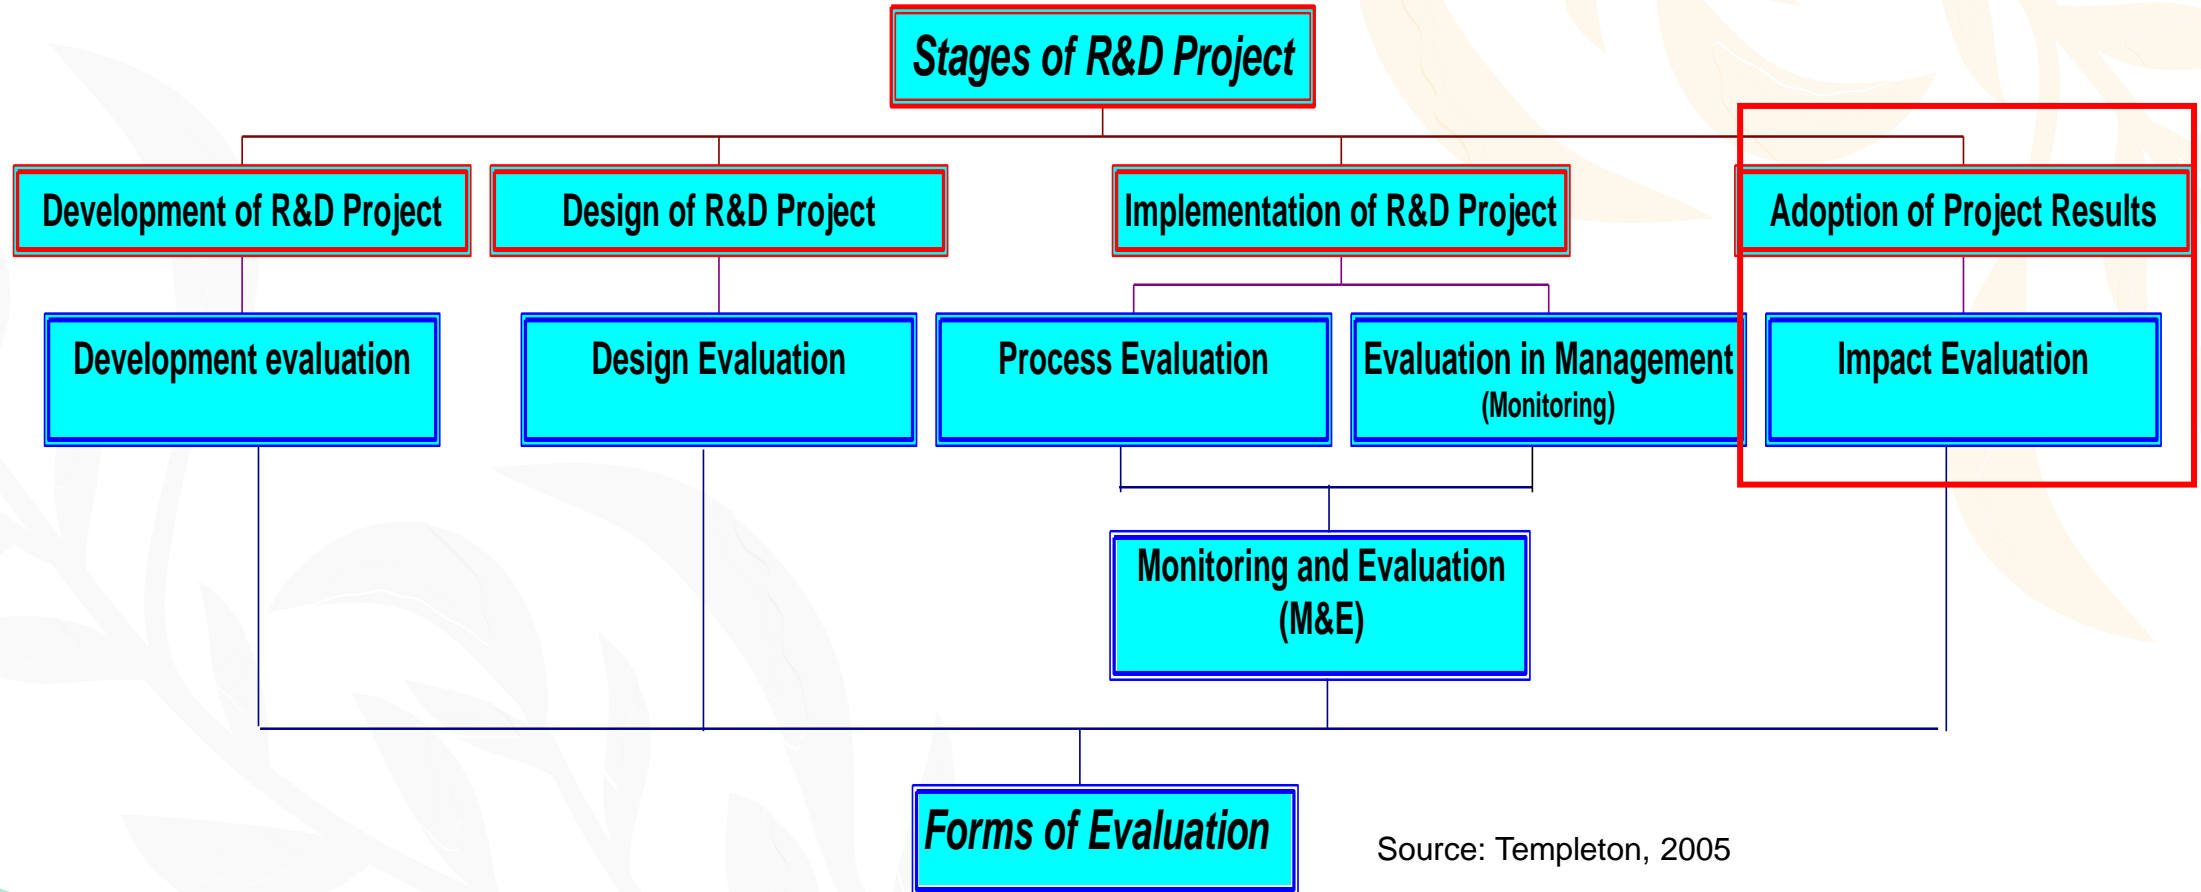 Stages of R&D Project
Development of R&D Project
Design of R&D Project
Implementation of R&D Project
Adoption of Project Results
Development evaluation
Design Evaluation
Process Evaluation
Evaluation in Management
(Monitoring)
Impact Evaluation
Monitoring and Evaluation
(M&E)
Forms of Evaluation
Source: Templeton, 2005